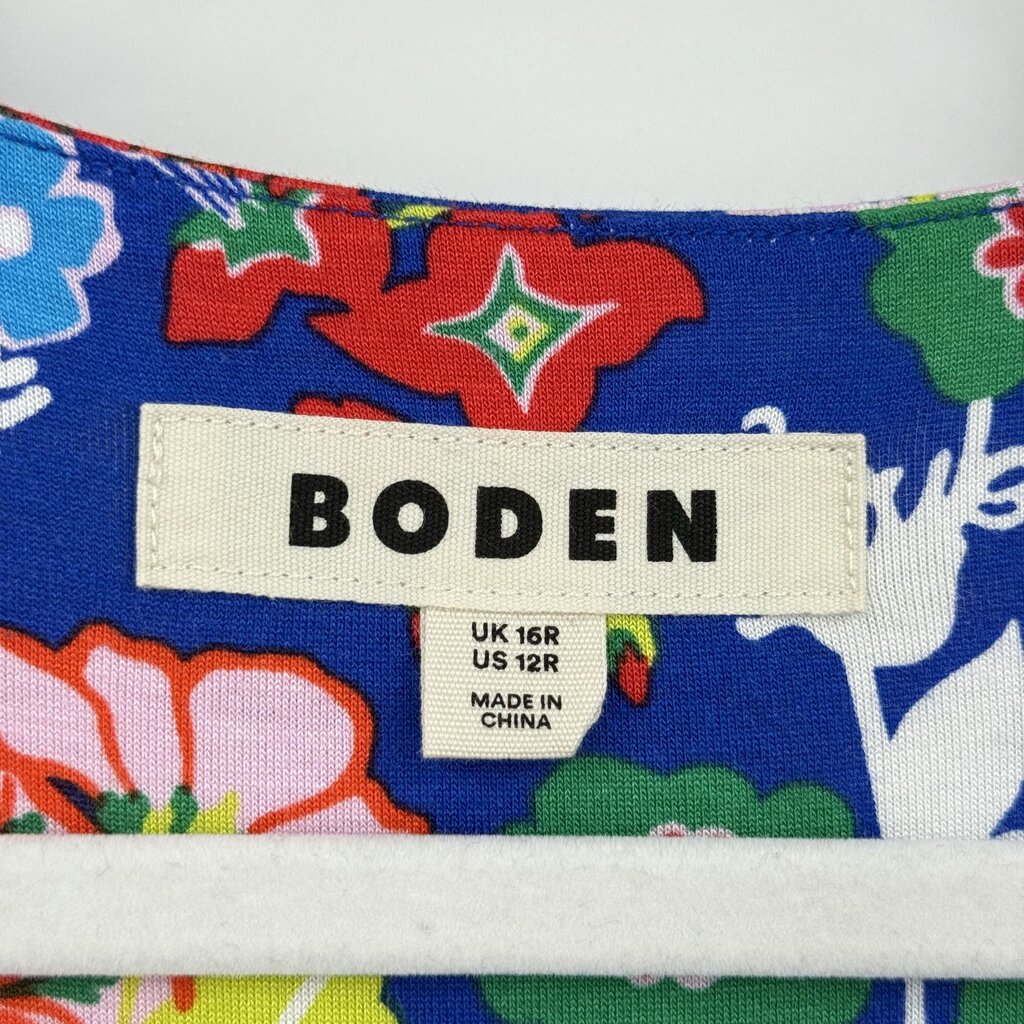 BODEN
UK 16R
US 12R
MADE IN
CHINA